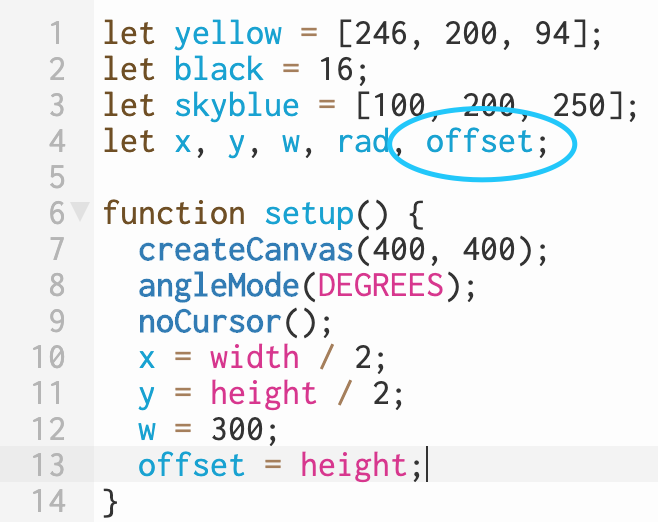 1 let yellow = [246, 200, 94];
2 let black = 16;
3 let skyblue = [100, 200, 250];
4 let x, y, w, rad, offset;
5
6 function setup() {
7   createCanvas(400, 400);
8   angleMode(DEGREES);
9   noCursor();
10   x = width / 2;
11   y = height / 2;
12   w = 300;
13   offset = height;
14 }